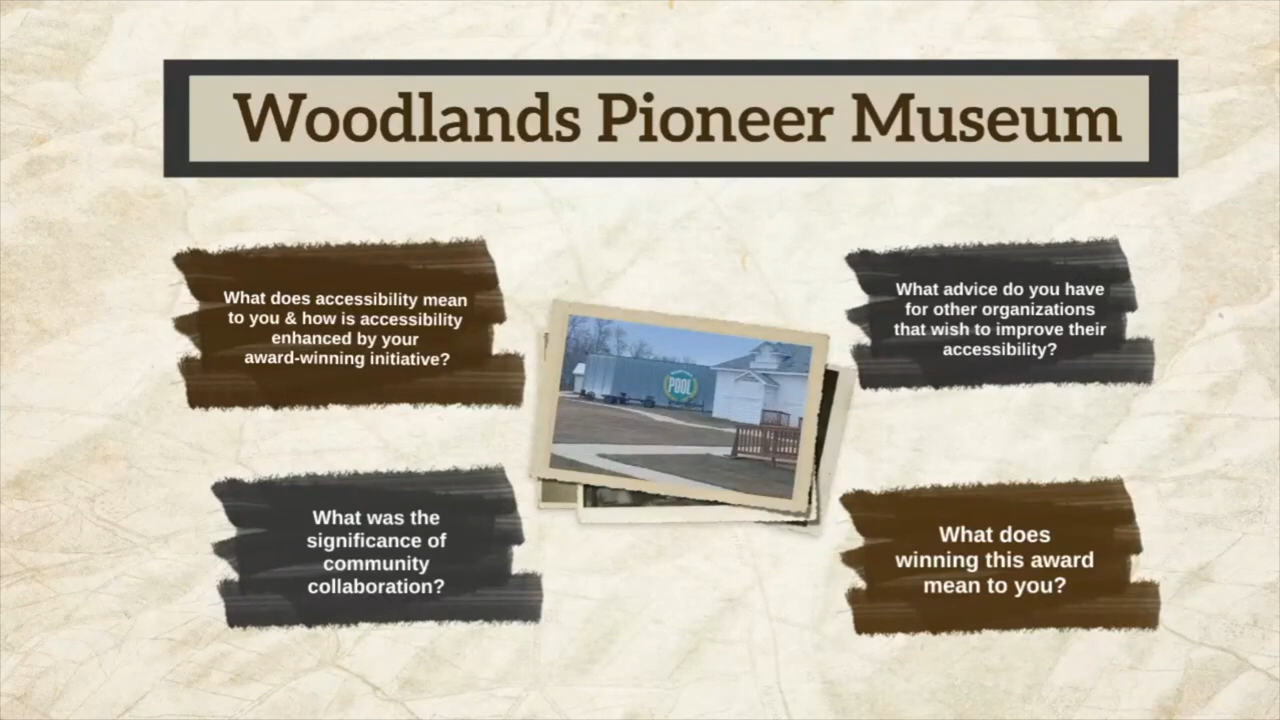 Woodlands Pioneer Museum
What does accessibility mean
to you & how is accessibility
enhanced by your
award-winning initiative?
What advice do you have
for other organizations
that wish to improve their
accessibility?
POOL
What was the
significance of
community
collaboration?
What does
winning this award
mean to you?